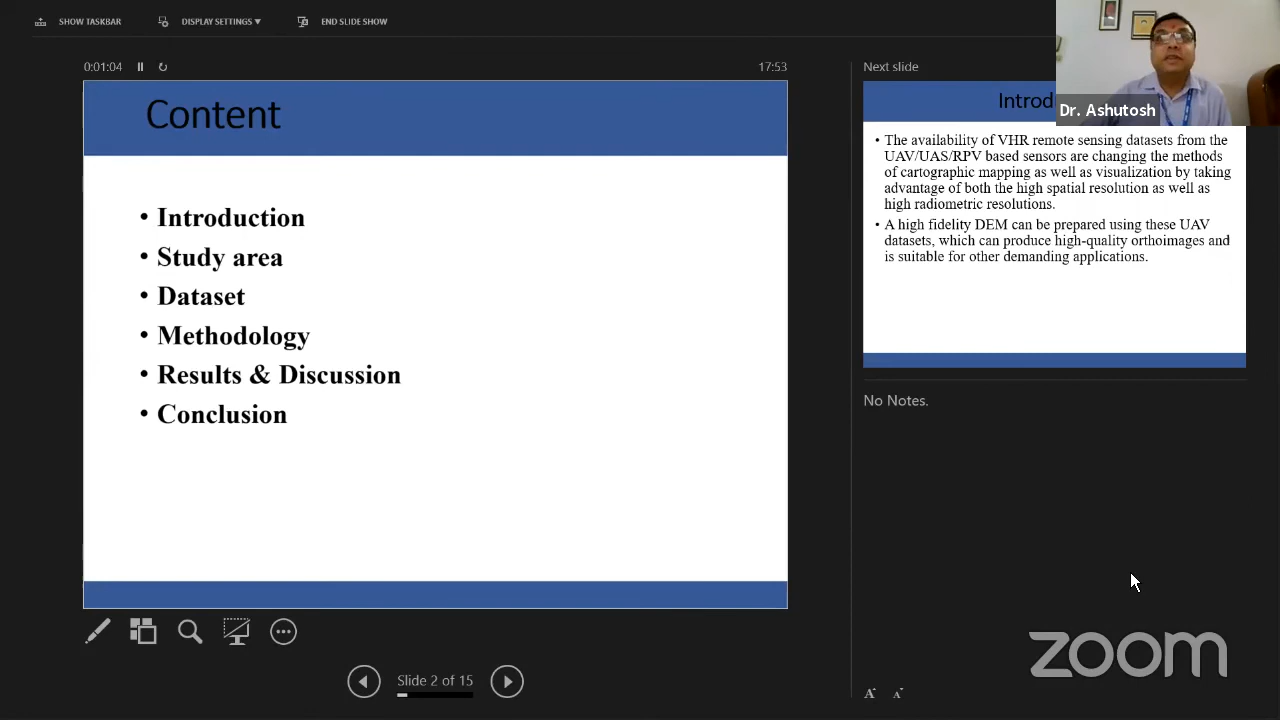 SHOW TASKBAR
DISPLAY SETTINGS ▼
END SLIDE SHOW
0:01:04
17:53
Content
• Introduction
• Study area
• Dataset
• Methodology
• Results & Discussion
• Conclusion
Slide 2 of 15
Next slide
Introd
Dr. Ashutosh
• The availability of VHR remote sensing datasets from the
UAV/UAS/RPV based sensors are changing the methods
of cartographic mapping as well as visualization by taking
advantage of both the high spatial resolution as well as
high radiometric resolutions.
• A high fidelity DEM can be prepared using these UAV
datasets, which can produce high-quality orthoimages and
is suitable for other demanding applications.
No Notes.
A A
zoom